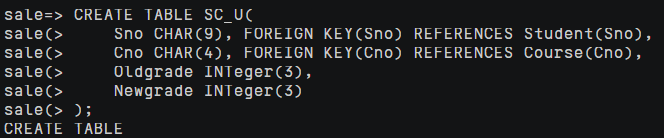 sale=> CREATE TABLE SC_U(
sale(>     Sno CHAR(9), FOREIGN KEY(Sno) REFERENCES Student(Sno),
sale(>     Cno CHAR(4), FOREIGN KEY(Cno) REFERENCES Course(Cno),
sale(>     Oldgrade INTeger(3),
sale(>     Newgrade INTeger(3)
sale(> );
CREATE TABLE